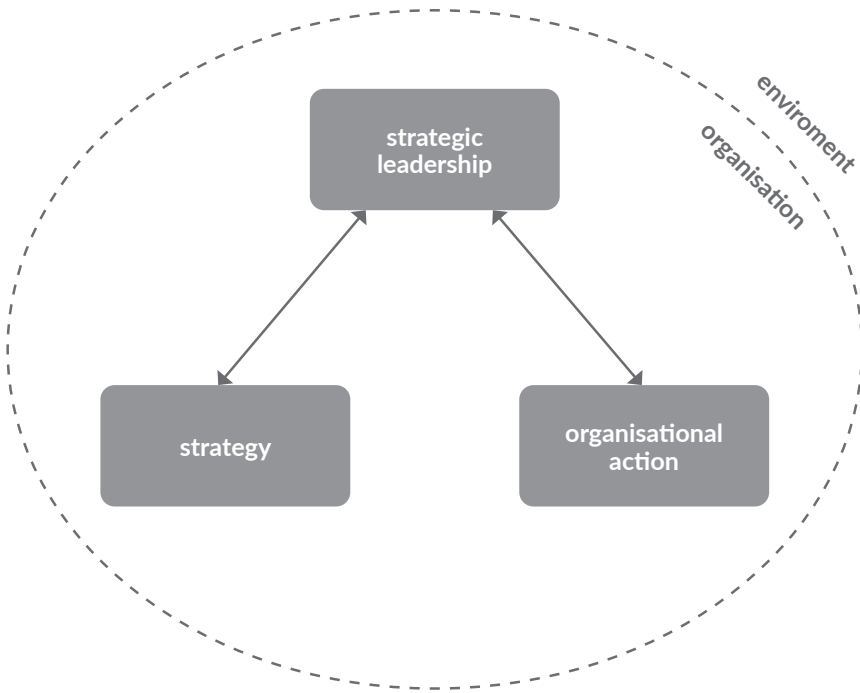 strategic
leadership
enviroment
organisation
strategy
organisational
action